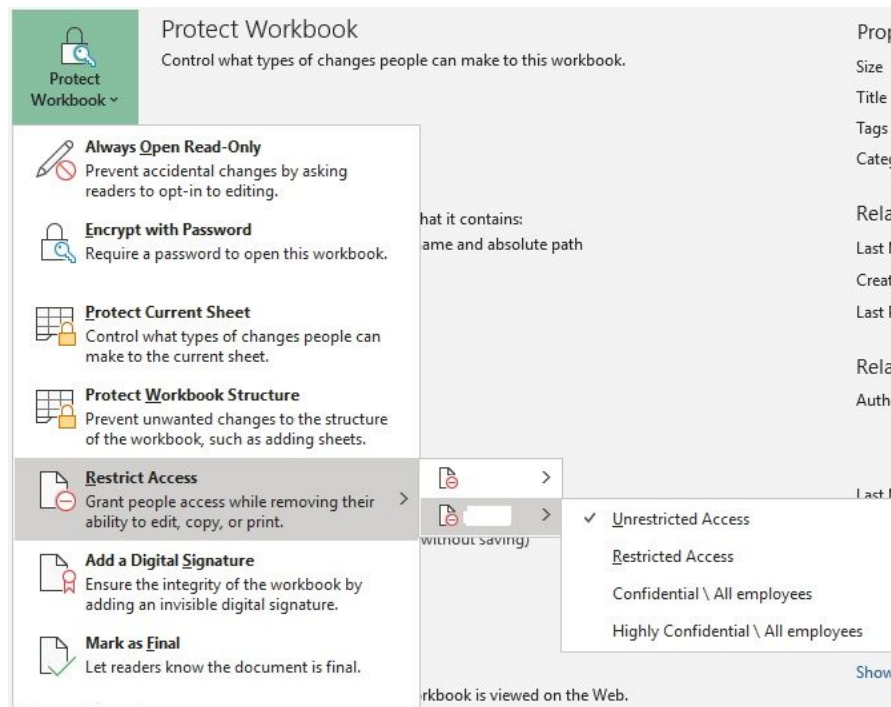 Protect Workbook
Control what types of changes people can make to this workbook.
Protect
Workbook
Always Open Read-Only
Prevent accidental changes by asking
readers to opt-in to editing.
Encrypt with Password
Require a password to open this workbook.
Protect Current Sheet
Control what types of changes people can
make to the current sheet.
Protect Workbook Structure
Prevent unwanted changes to the structure
of the workbook, such as adding sheets.
Restrict Access
Grant people access while removing their
ability to edit, copy, or print.
Add a Digital Signature
Ensure the integrity of the workbook by
adding an invisible digital signature.
Mark as Final
Let readers know the document is final.
hat it contains:
ame and absolute path
without saving)
Unrestricted Access
Restricted Access
Confidential \ All employees
Highly Confidential \ All employees
rkbook is viewed on the Web.
Prop
Size
Title
Tags
Categ
Rela
Last
Creat
Last
Rela
Auth
Last
Show